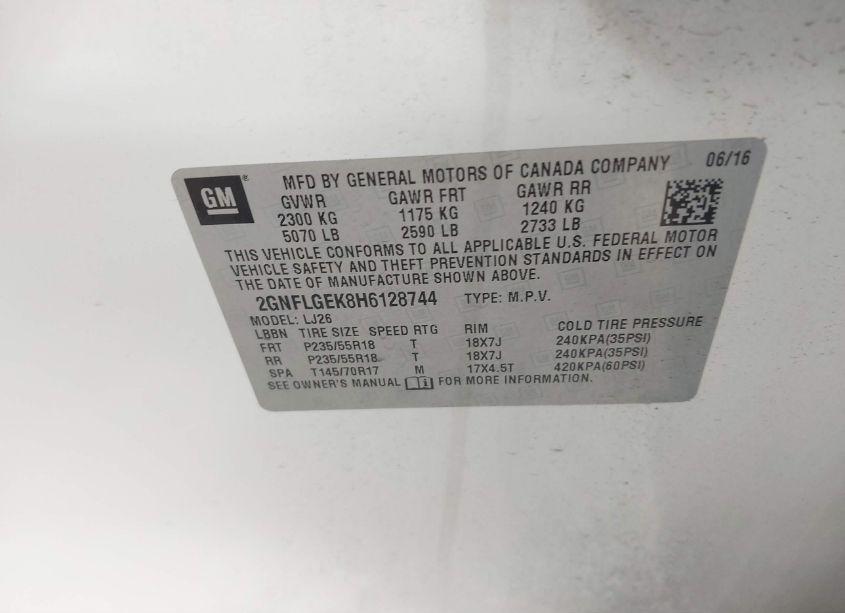 GM ® MFD BY GENERAL MOTORS OF CANADA COMPANY 06/16
GVWR GAWR FRT GAWR RR
2300 KG 1175 KG 1240 KG
5070 LB 2590 LB 2733 LB
THIS VEHICLE CONFORMS TO ALL APPLICABLE U.S. FEDERAL MOTOR
VEHICLE SAFETY AND THEFT PREVENTION STANDARDS IN EFFECT ON
THE DATE OF MANUFACTURE SHOWN ABOVE.
2GNFLGEK8H6128744 TYPE: M.P.V.
MODEL: LJ26
LBBN TIRE SIZE SPEED RTG RIM COLD TIRE PRESSURE
FRT P235/55R18 T 18X7J 240KPA(35PSI)
RR P235/55R18 T 18X7J 240KPA(35PSI)
SPA T145/70R17 M 17X4.5T 420KPA(60PSI)
SEE OWNER'S MANUAL FOR MORE INFORMATION.